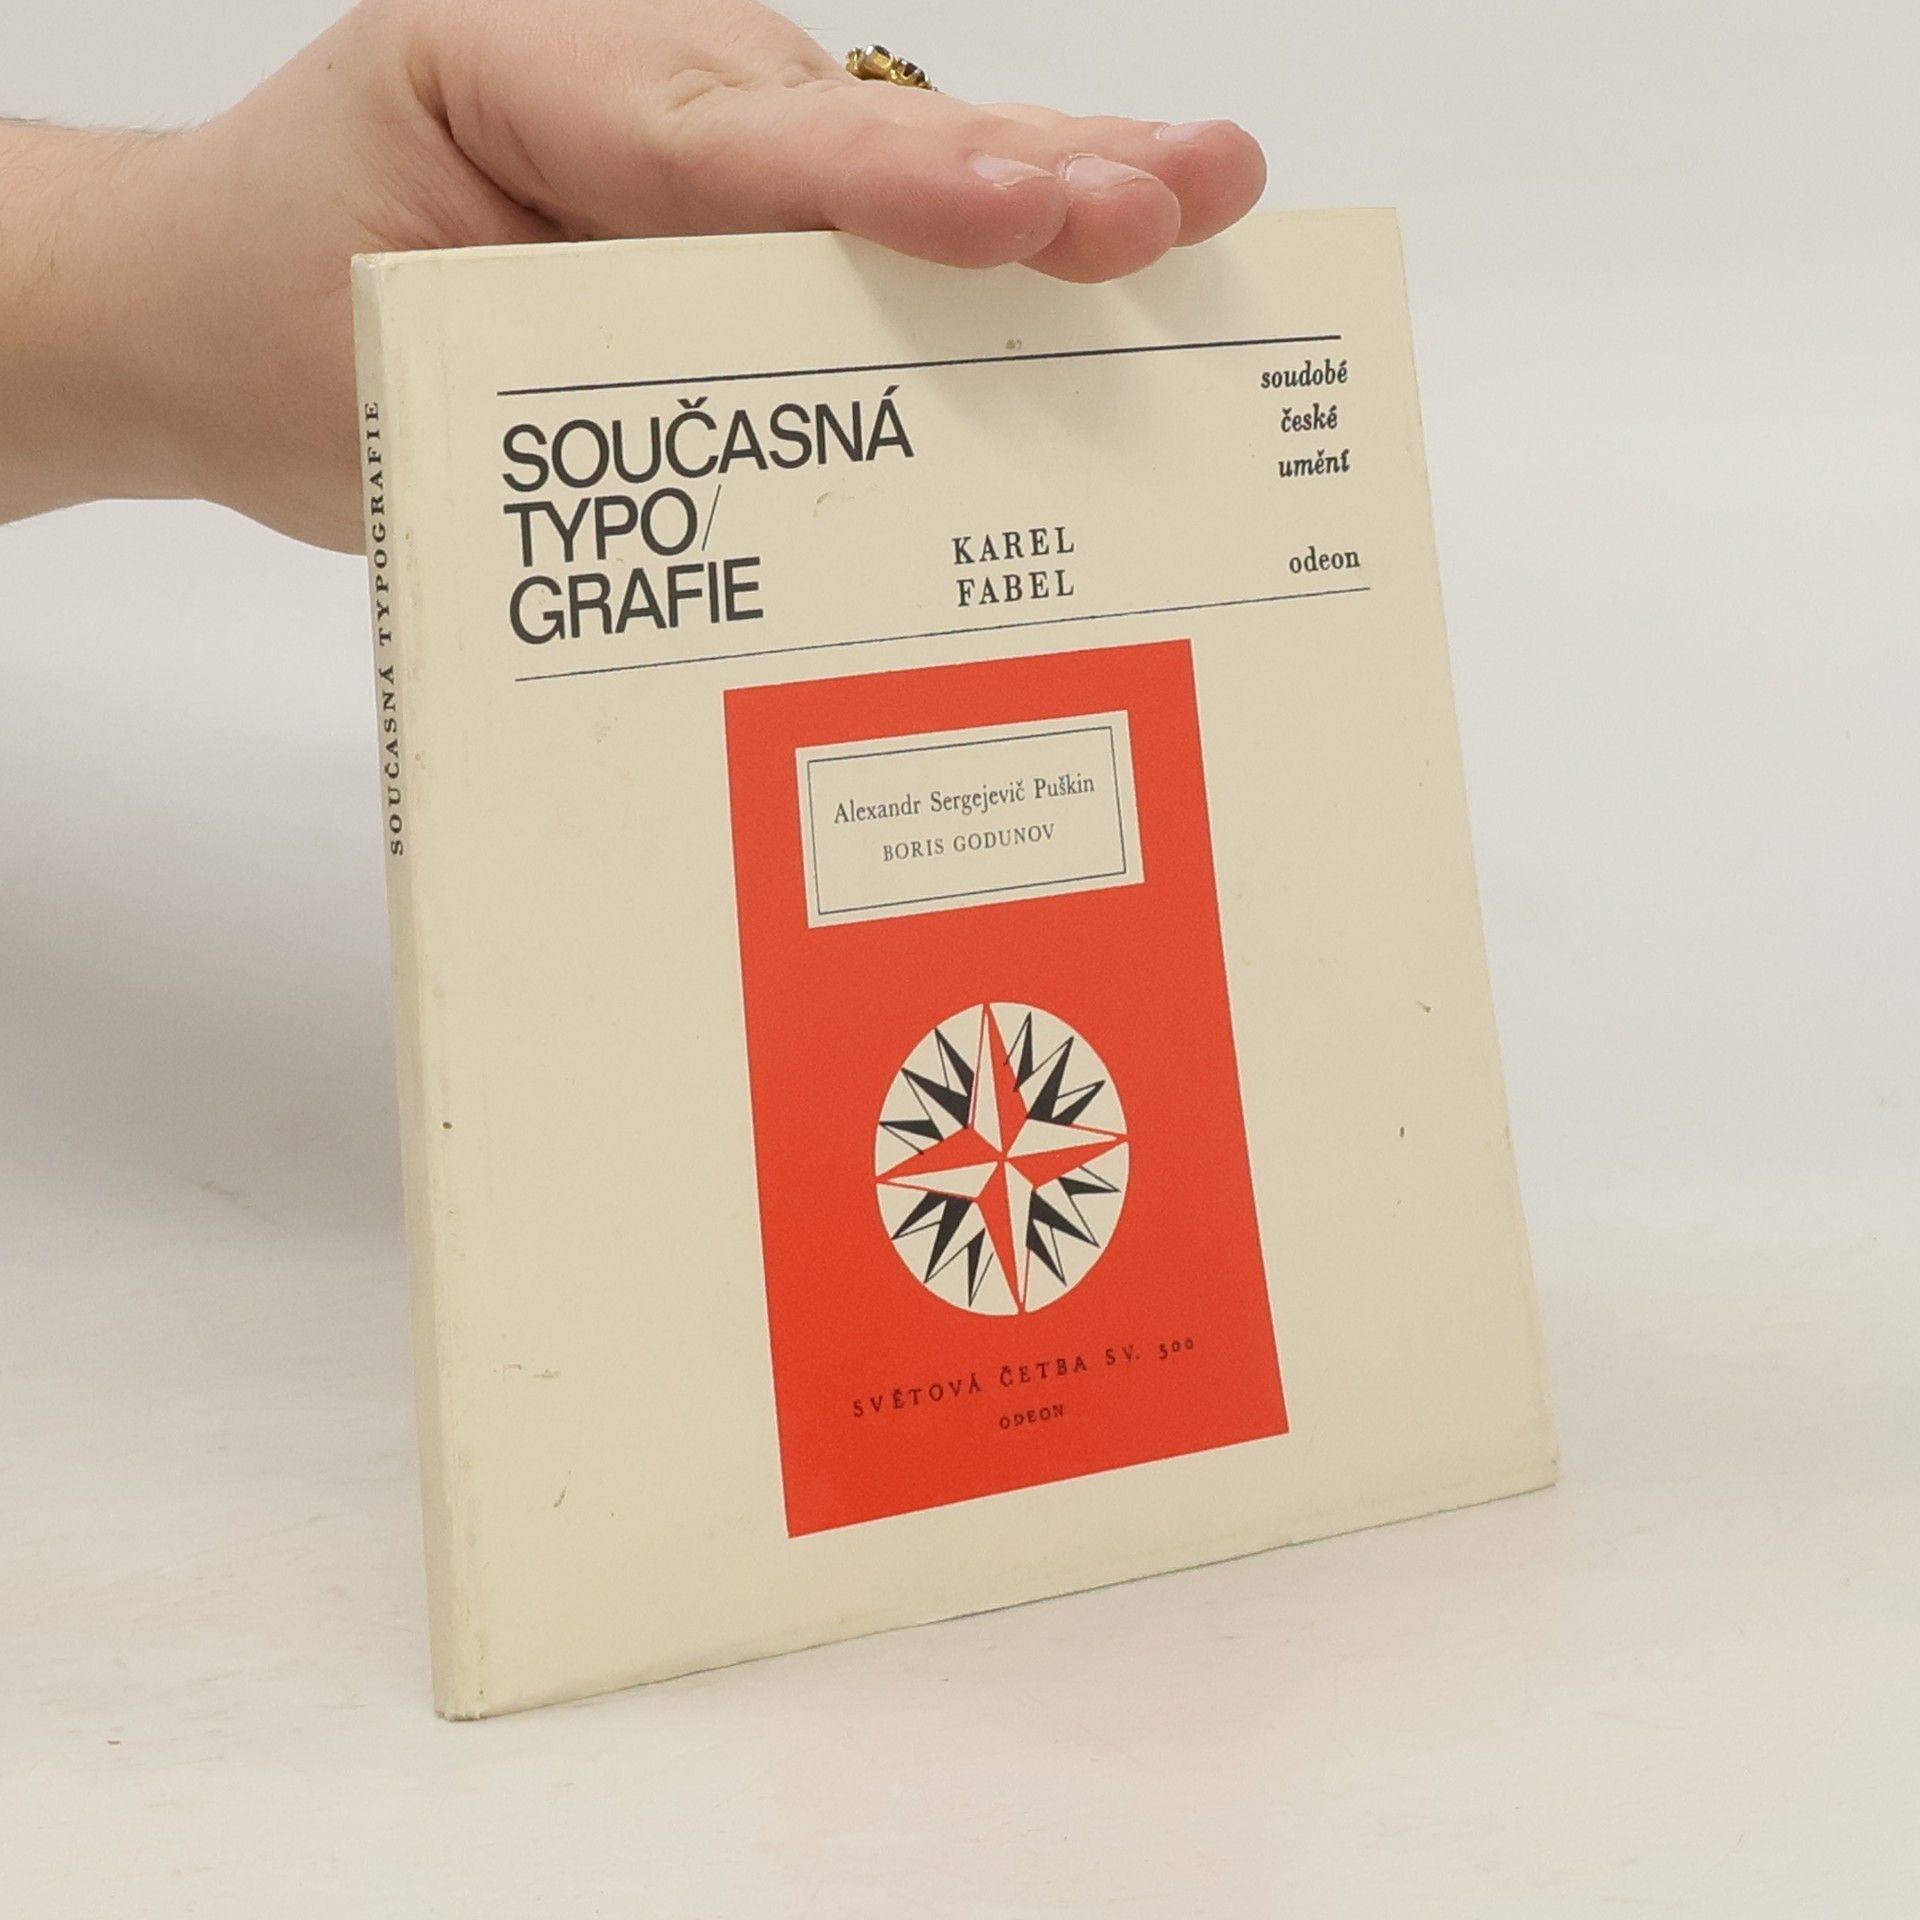 SOUČASNÁ TYPOGRAFIE
SOUČASNÁ
TYPO/
GRAFIE
KAREL
FABEL
soudobé
české
umění
odeon
Alexandr Sergejevič Puškin
BORIS GODUNOV
SVĚTOVÁ ČETBA SV. 500
ODEON